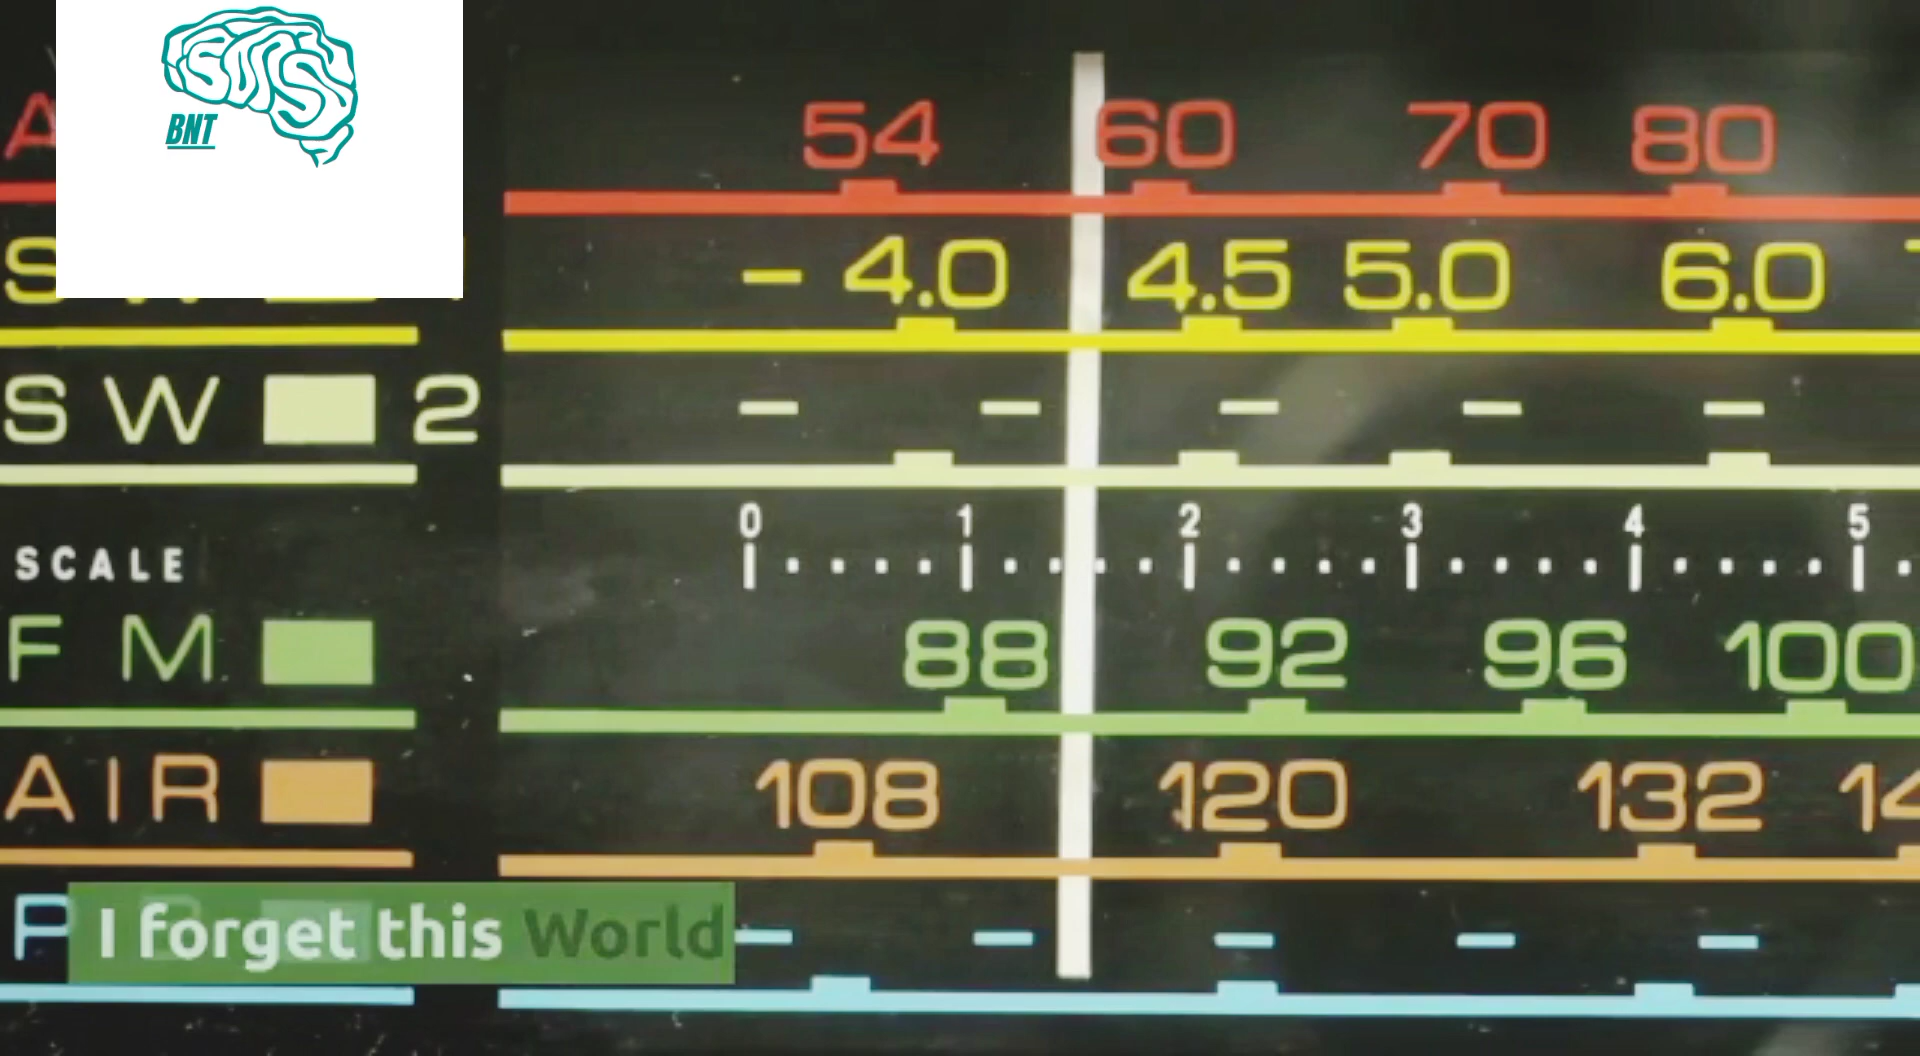 BNT
A 54 60 70 80
S - 4.0 4.5 5.0 6.0
SW 2 - - - - -
0 1 2 3 4 5
SCALE
FM 88 92 96 100
AIR 108 120 132 14
P - - - - -
I forget this World